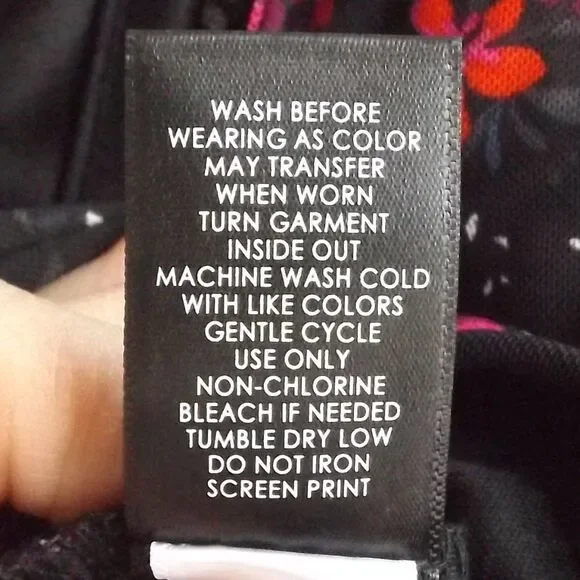 WASH BEFORE
WEARING AS COLOR
MAY TRANSFER
WHEN WORN
TURN GARMENT
INSIDE OUT
MACHINE WASH COLD
WITH LIKE COLORS
GENTLE CYCLE
USE ONLY
NON-CHLORINE
BLEACH IF NEEDED
TUMBLE DRY LOW
DO NOT IRON
SCREEN PRINT